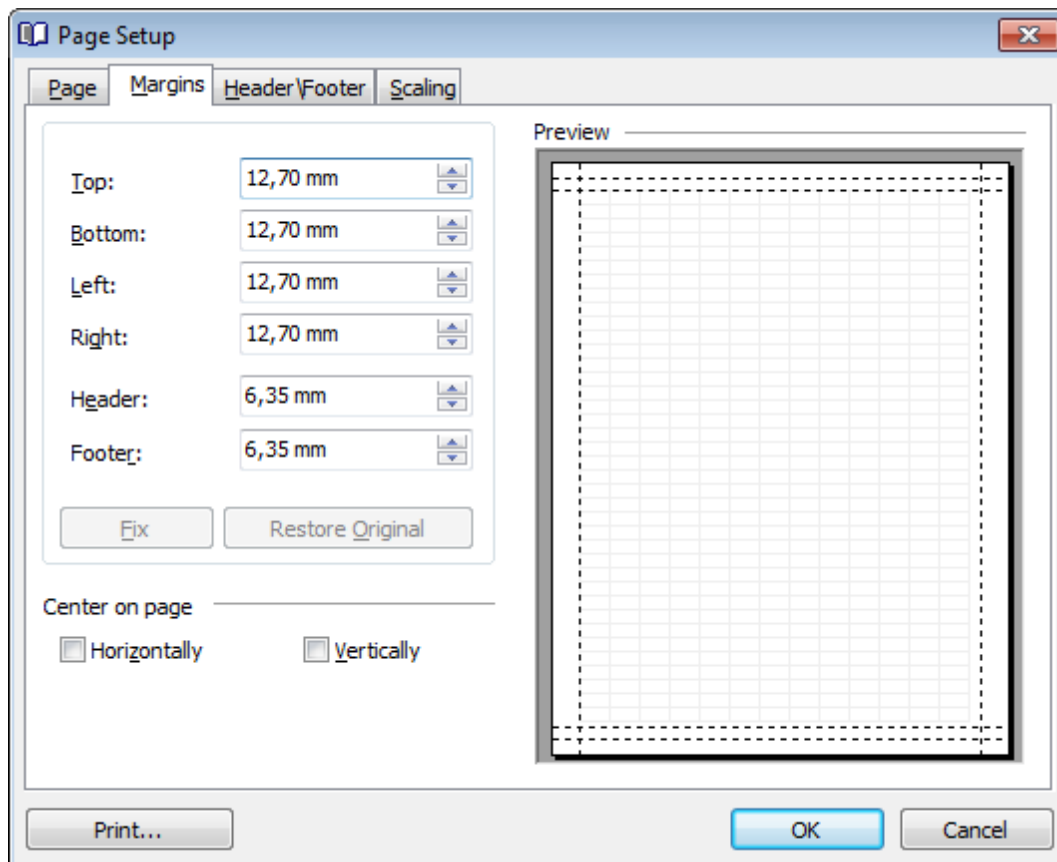 Page Setup
Page Margins Header\Footer Scaling
Top: 12,70 mm
Bottom: 12,70 mm
Left: 12,70 mm
Right: 12,70 mm
Header: 6,35 mm
Footer: 6,35 mm
Fix Restore Original
Center on page
Horizontally Vertically
Preview
Print... OK Cancel